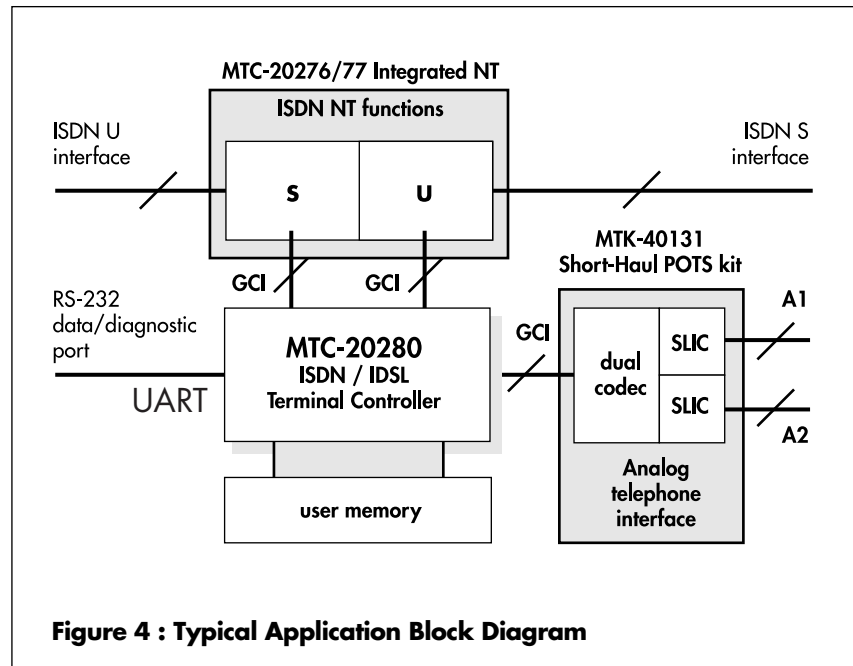 MTC-20276/77 Integrated NT
ISDN NT functions
ISDN U
interface
ISDN S
interface
S
U
MTK-40131
Short-Haul POTS kit
GCI
GCI
RS-232
data/diagnostic
port
UART
MTC-20280
ISDN / IDSL
Terminal Controller
GCI
dual
codec
SLIC
SLIC
A1
A2
Analog
telephone
interface
user memory
Figure 4 : Typical Application Block Diagram